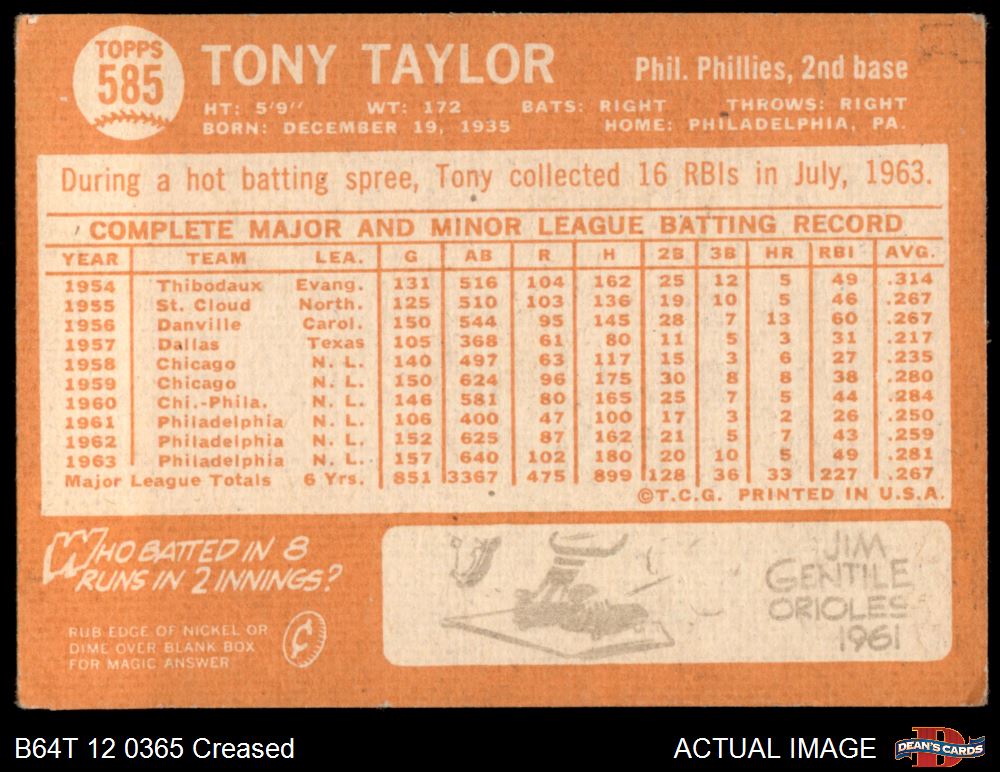 TOPPS
585
TONY TAYLOR
Phil. Phillies, 2nd base
HT: 5'9'' WT: 172 BATS: RIGHT THROWS: RIGHT
BORN: DECEMBER 19, 1935 HOME: PHILADELPHIA, PA.
During a hot batting spree, Tony collected 16 RBIs in July, 1963.
COMPLETE MAJOR AND MINOR LEAGUE BATTING RECORD
YEAR TEAM LEA. G AB R H 2B 3B HR RBI AVG.
1954 Thibodaux Evang. 131 516 104 162 25 12 5 49 .314
1955 St. Cloud North. 125 510 103 136 19 10 5 46 .267
1956 Danville Carol. 150 544 95 145 28 7 13 60 .267
1957 Dallas Texas 105 368 61 80 11 5 3 31 .217
1958 Chicago N. L. 140 497 63 117 15 3 6 27 .235
1959 Chicago N. L. 150 624 96 175 30 8 8 38 .280
1960 Chi.-Phila. N. L. 146 581 80 165 25 7 5 44 .284
1961 Philadelphia N. L. 106 400 47 100 17 3 2 26 .250
1962 Philadelphia N. L. 152 625 87 162 21 5 7 43 .259
1963 Philadelphia N. L. 157 640 102 180 20 10 5 49 .281
Major League Totals 6 Yrs. 851 3367 475 899 128 36 33 227 .267
©T.C.G. PRINTED IN U.S.A.
WHO BATTED IN 8
RUNS IN 2 INNINGS?
RUB EDGE OF NICKEL OR
DIME OVER BLANK BOX
FOR MAGIC ANSWER
¢
JIM
GENTILE
ORIOLES
1961
B64T 12 0365 Creased
ACTUAL IMAGE
DEAN'S CARDS